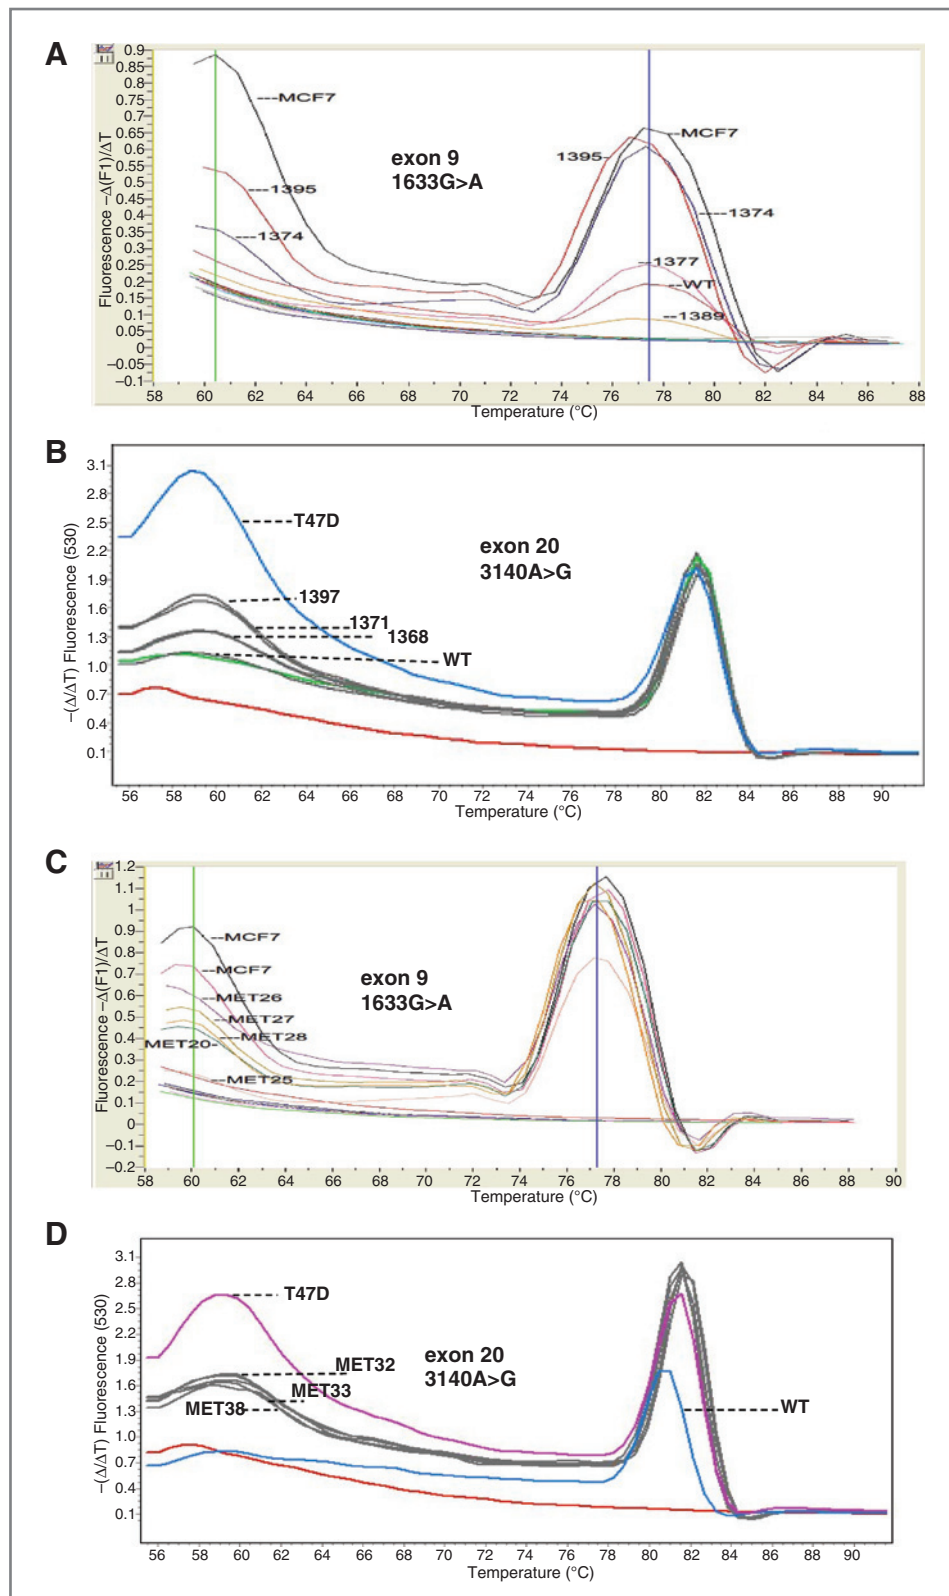 A
Fluorescence –Δ(F1)/ΔT
0.9
0.85
0.8
0.75
0.7
0.65
0.6
0.55
0.5
0.45
0.4
0.35
0.3
0.25
0.2
0.15
0.1
0.05
0
–0.05
–0.1
MCF7
1395
1374
exon 9
1633G>A
1395
MCF7
1374
1377
WT
1389
58 60 62 64 66 68 70 72 74 76 78 80 82 84 86 88
Temperature (°C)
B
–(Δ/ΔT) Fluorescence (530)
3.1
2.8
2.5
2.2
1.9
1.6
1.3
1.0
0.7
0.4
0.1
T47D
exon 20
3140A>G
1397
1371
1368
WT
56 58 60 62 64 66 68 70 72 74 76 78 80 82 84 86 88 90
Temperature (°C)
C
Fluorescence –Δ(F1)/ΔT
1.2
1.1
1
0.9
0.8
0.7
0.6
0.5
0.4
0.3
0.2
0.1
0
–0.1
–0.2
MCF7
MCF7
MET26
MET27
MET28
MET20
MET25
exon 9
1633G>A
58 60 62 64 66 68 70 72 74 76 78 80 82 84 86 88 90
Temperature (°C)
D
–(Δ/ΔT) Fluorescence (530)
3.1
2.8
2.5
2.2
1.9
1.6
1.3
1.0
0.7
0.4
0.1
T47D
MET32
MET33
MET38
exon 20
3140A>G
WT
56 58 60 62 64 66 68 70 72 74 76 78 80 82 84 86 88 90
Temperature (°C)